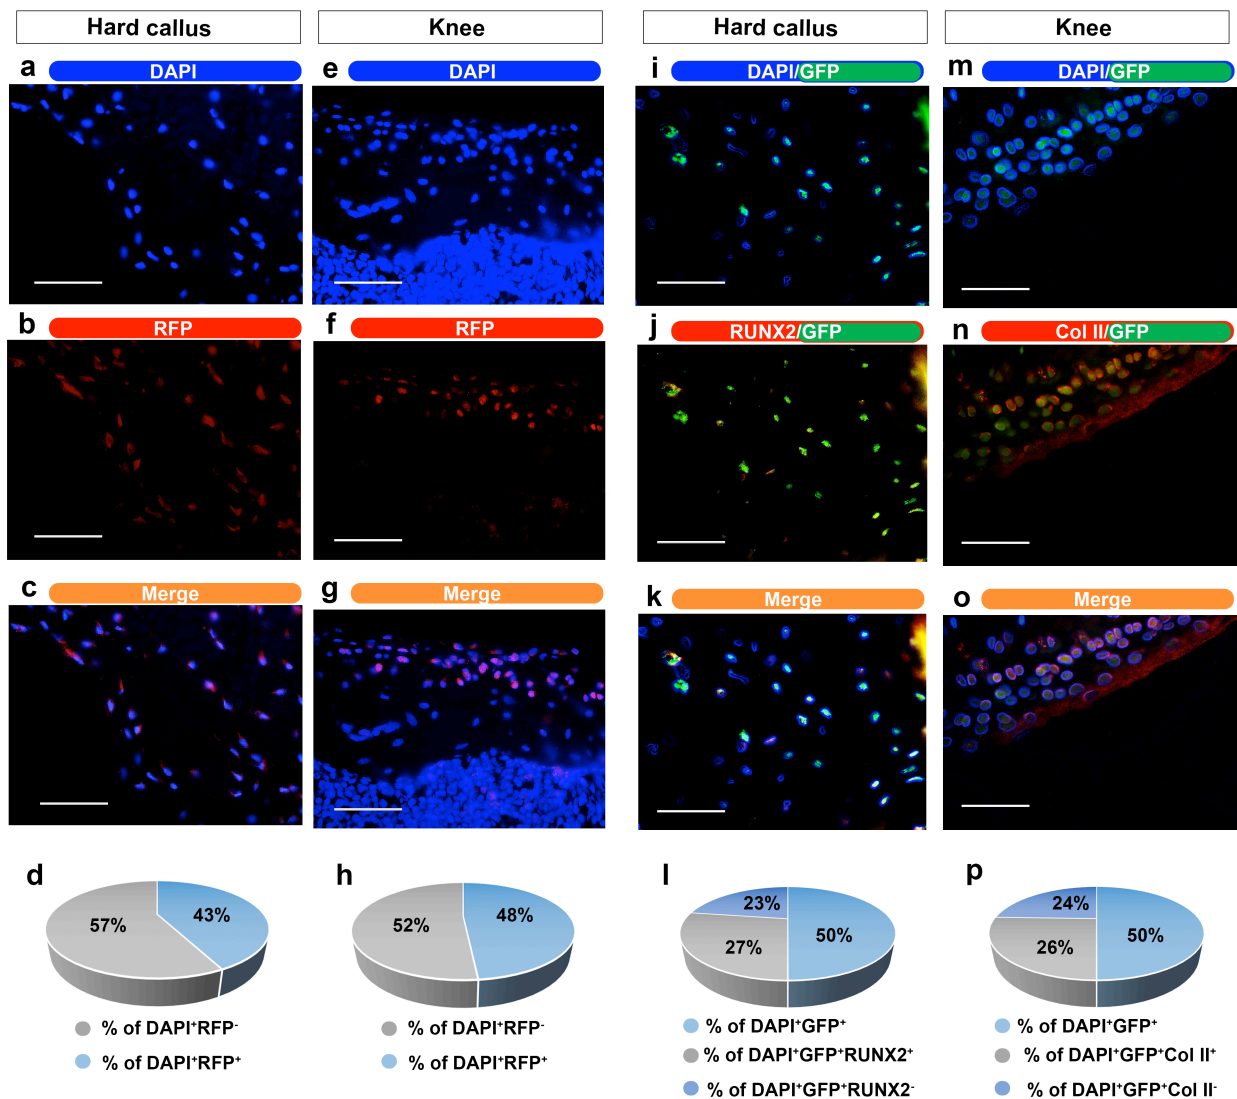 Hard callus
Knee
Hard callus
Knee
a
DAPI
e
DAPI
i
DAPI/GFP
m
DAPI/GFP
b
RFP
f
RFP
j
RUNX2/GFP
n
Col II/GFP
c
Merge
g
Merge
k
Merge
o
Merge
d
57%
43%
% of DAPI⁺RFP⁻
% of DAPI⁺RFP⁺
h
52%
48%
% of DAPI⁺RFP⁻
% of DAPI⁺RFP⁺
l
23%
27%
50%
% of DAPI⁺GFP⁺
% of DAPI⁺GFP⁺RUNX2⁺
% of DAPI⁺GFP⁺RUNX2⁻
p
24%
26%
50%
% of DAPI⁺GFP⁺
% of DAPI⁺GFP⁺Col II⁺
% of DAPI⁺GFP⁺Col II⁻